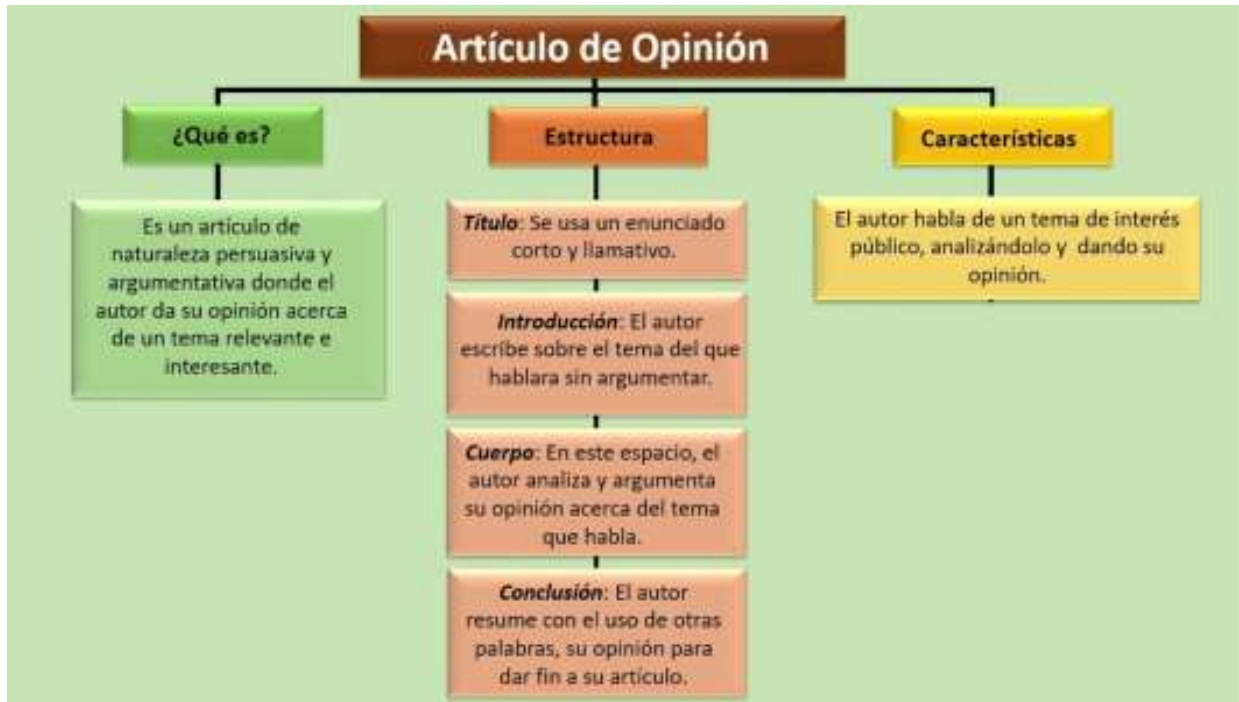 Artículo de Opinión
¿Qué es?
Es un artículo de
naturaleza persuasiva y
argumentativa donde el
autor da su opinión acerca
de un tema relevante e
interesante.
Estructura
Título: Se usa un enunciado
corto y llamativo.
Introducción: El autor
escribe sobre el tema del que
hablara sin argumentar.
Cuerpo: En este espacio, el
autor analiza y argumenta
su opinión acerca del tema
que habla.
Conclusión: El autor
resume con el uso de otras
palabras, su opinión para
dar fin a su artículo.
Características
El autor habla de un tema de interés
público, analizándolo y dando su
opinión.